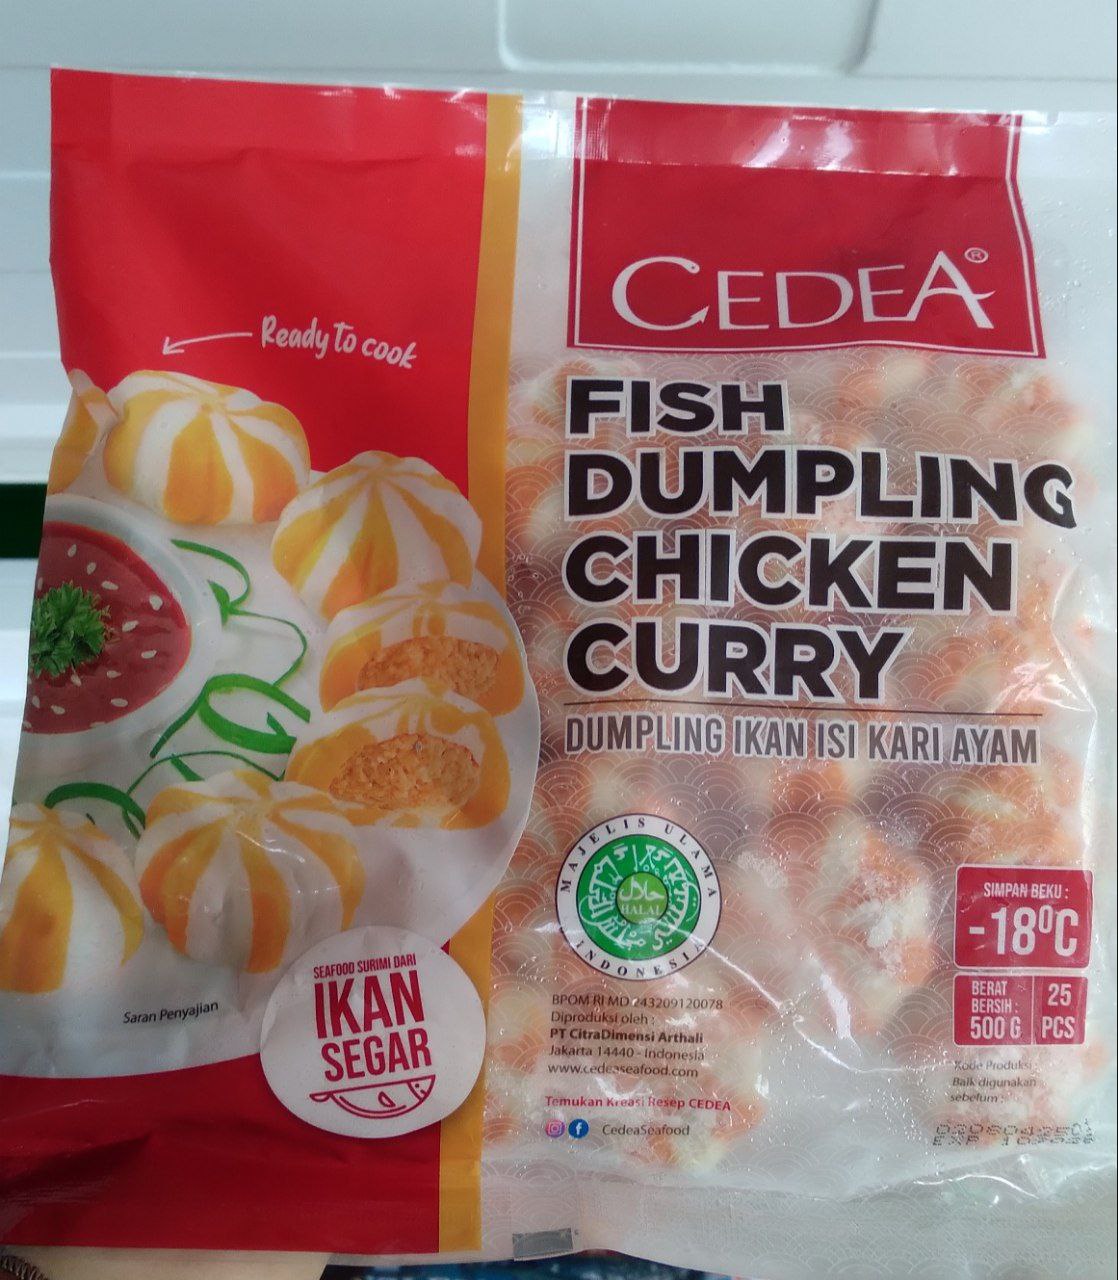 Ready to cook
CEDEA®
FISH
DUMPLING
CHICKEN
CURRY
DUMPLING IKAN ISI KARI AYAM
MAJELIS ULAMA
حلال
HALAL
INDONESIA
SIMPAN BEKU :
-18°C
BERAT
BERSIH :
500 G
25
PCS
SEAFOOD SURIMI DARI
IKAN
SEGAR
Saran Penyajian
BPOM RI MD 243209120078
Diproduksi oleh :
PT CitraDimensi Arthali
Jakarta 14440 - Indonesia
www.cedeaseafood.com
Temukan Kreasi Resep CEDEA
CedeaSeafood
Kode Produksi :
Baik digunakan
sebelum :
EXP